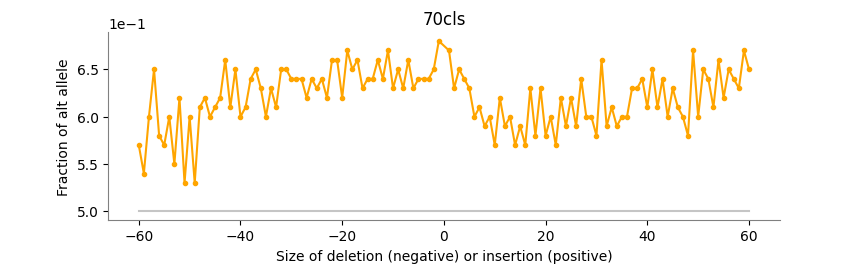 70cls
1e−1
6.5
6.0
5.5
5.0
Fraction of alt allele
−60 −40 −20 0 20 40 60
Size of deletion (negative) or insertion (positive)